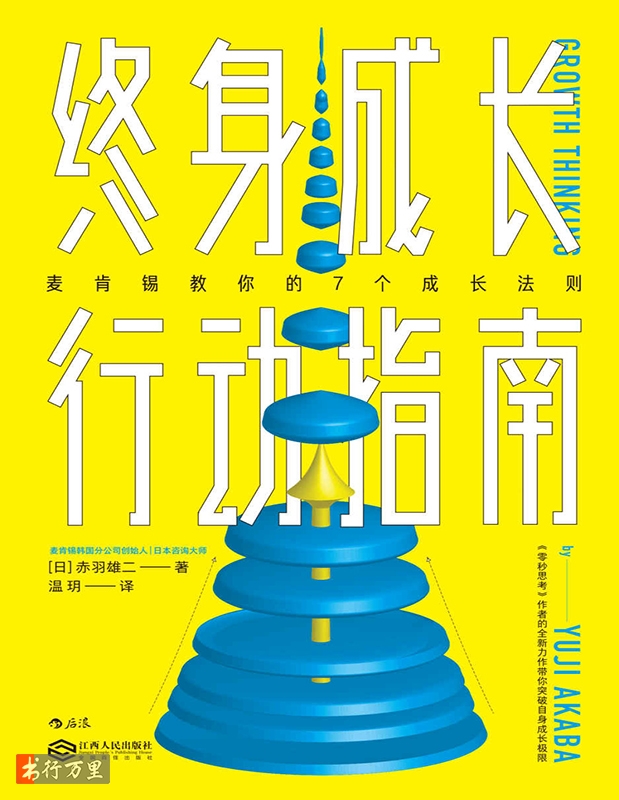 终身成长
GROWTH THINKING
麦肯锡教你的7个成长法则
行动指南
麦肯锡韩国分公司创始人|日本咨询大师
[日]赤羽雄二——著
温玥——译
by——YUJI AKABA
《零秒思考》作者的全新力作带你突破自身成长极限
后浪
江西人民出版社
Jiangxi People's Publishing House
书行万里